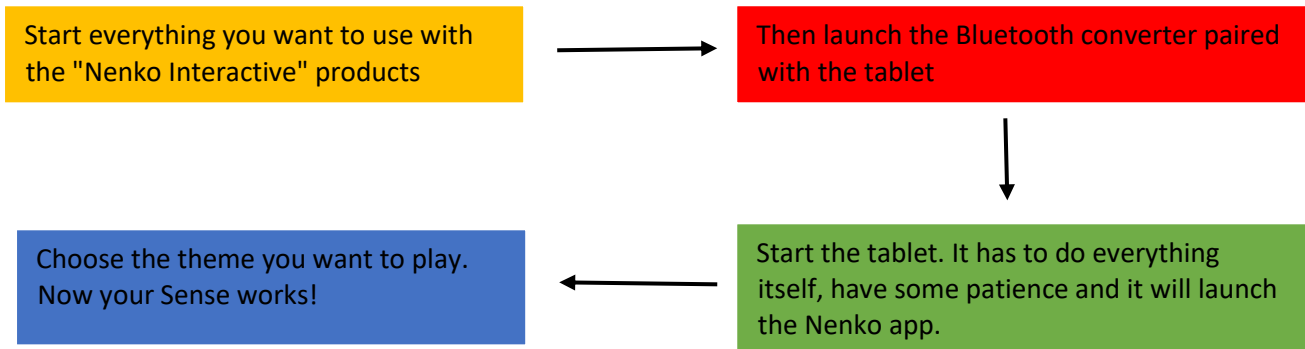 Start everything you want to use with
the "Nenko Interactive" products
Then launch the Bluetooth converter paired
with the tablet
Start the tablet. It has to do everything
itself, have some patience and it will launch
the Nenko app.
Choose the theme you want to play.
Now your Sense works!